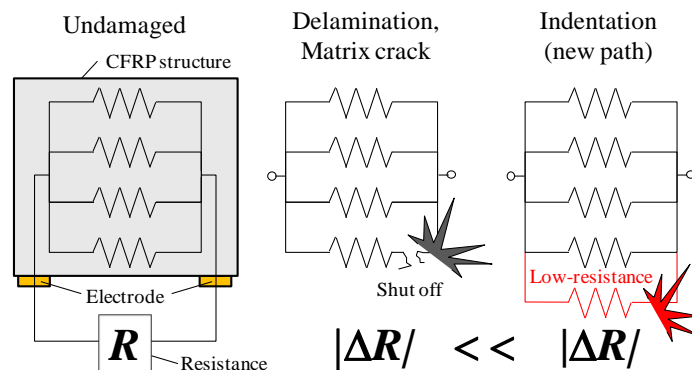 Undamaged
CFRP structure
Electrode
R
Resistance
Delamination,
Matrix crack
Shut off
Indentation
(new path)
Low-resistance
|ΔR/ << |ΔR/